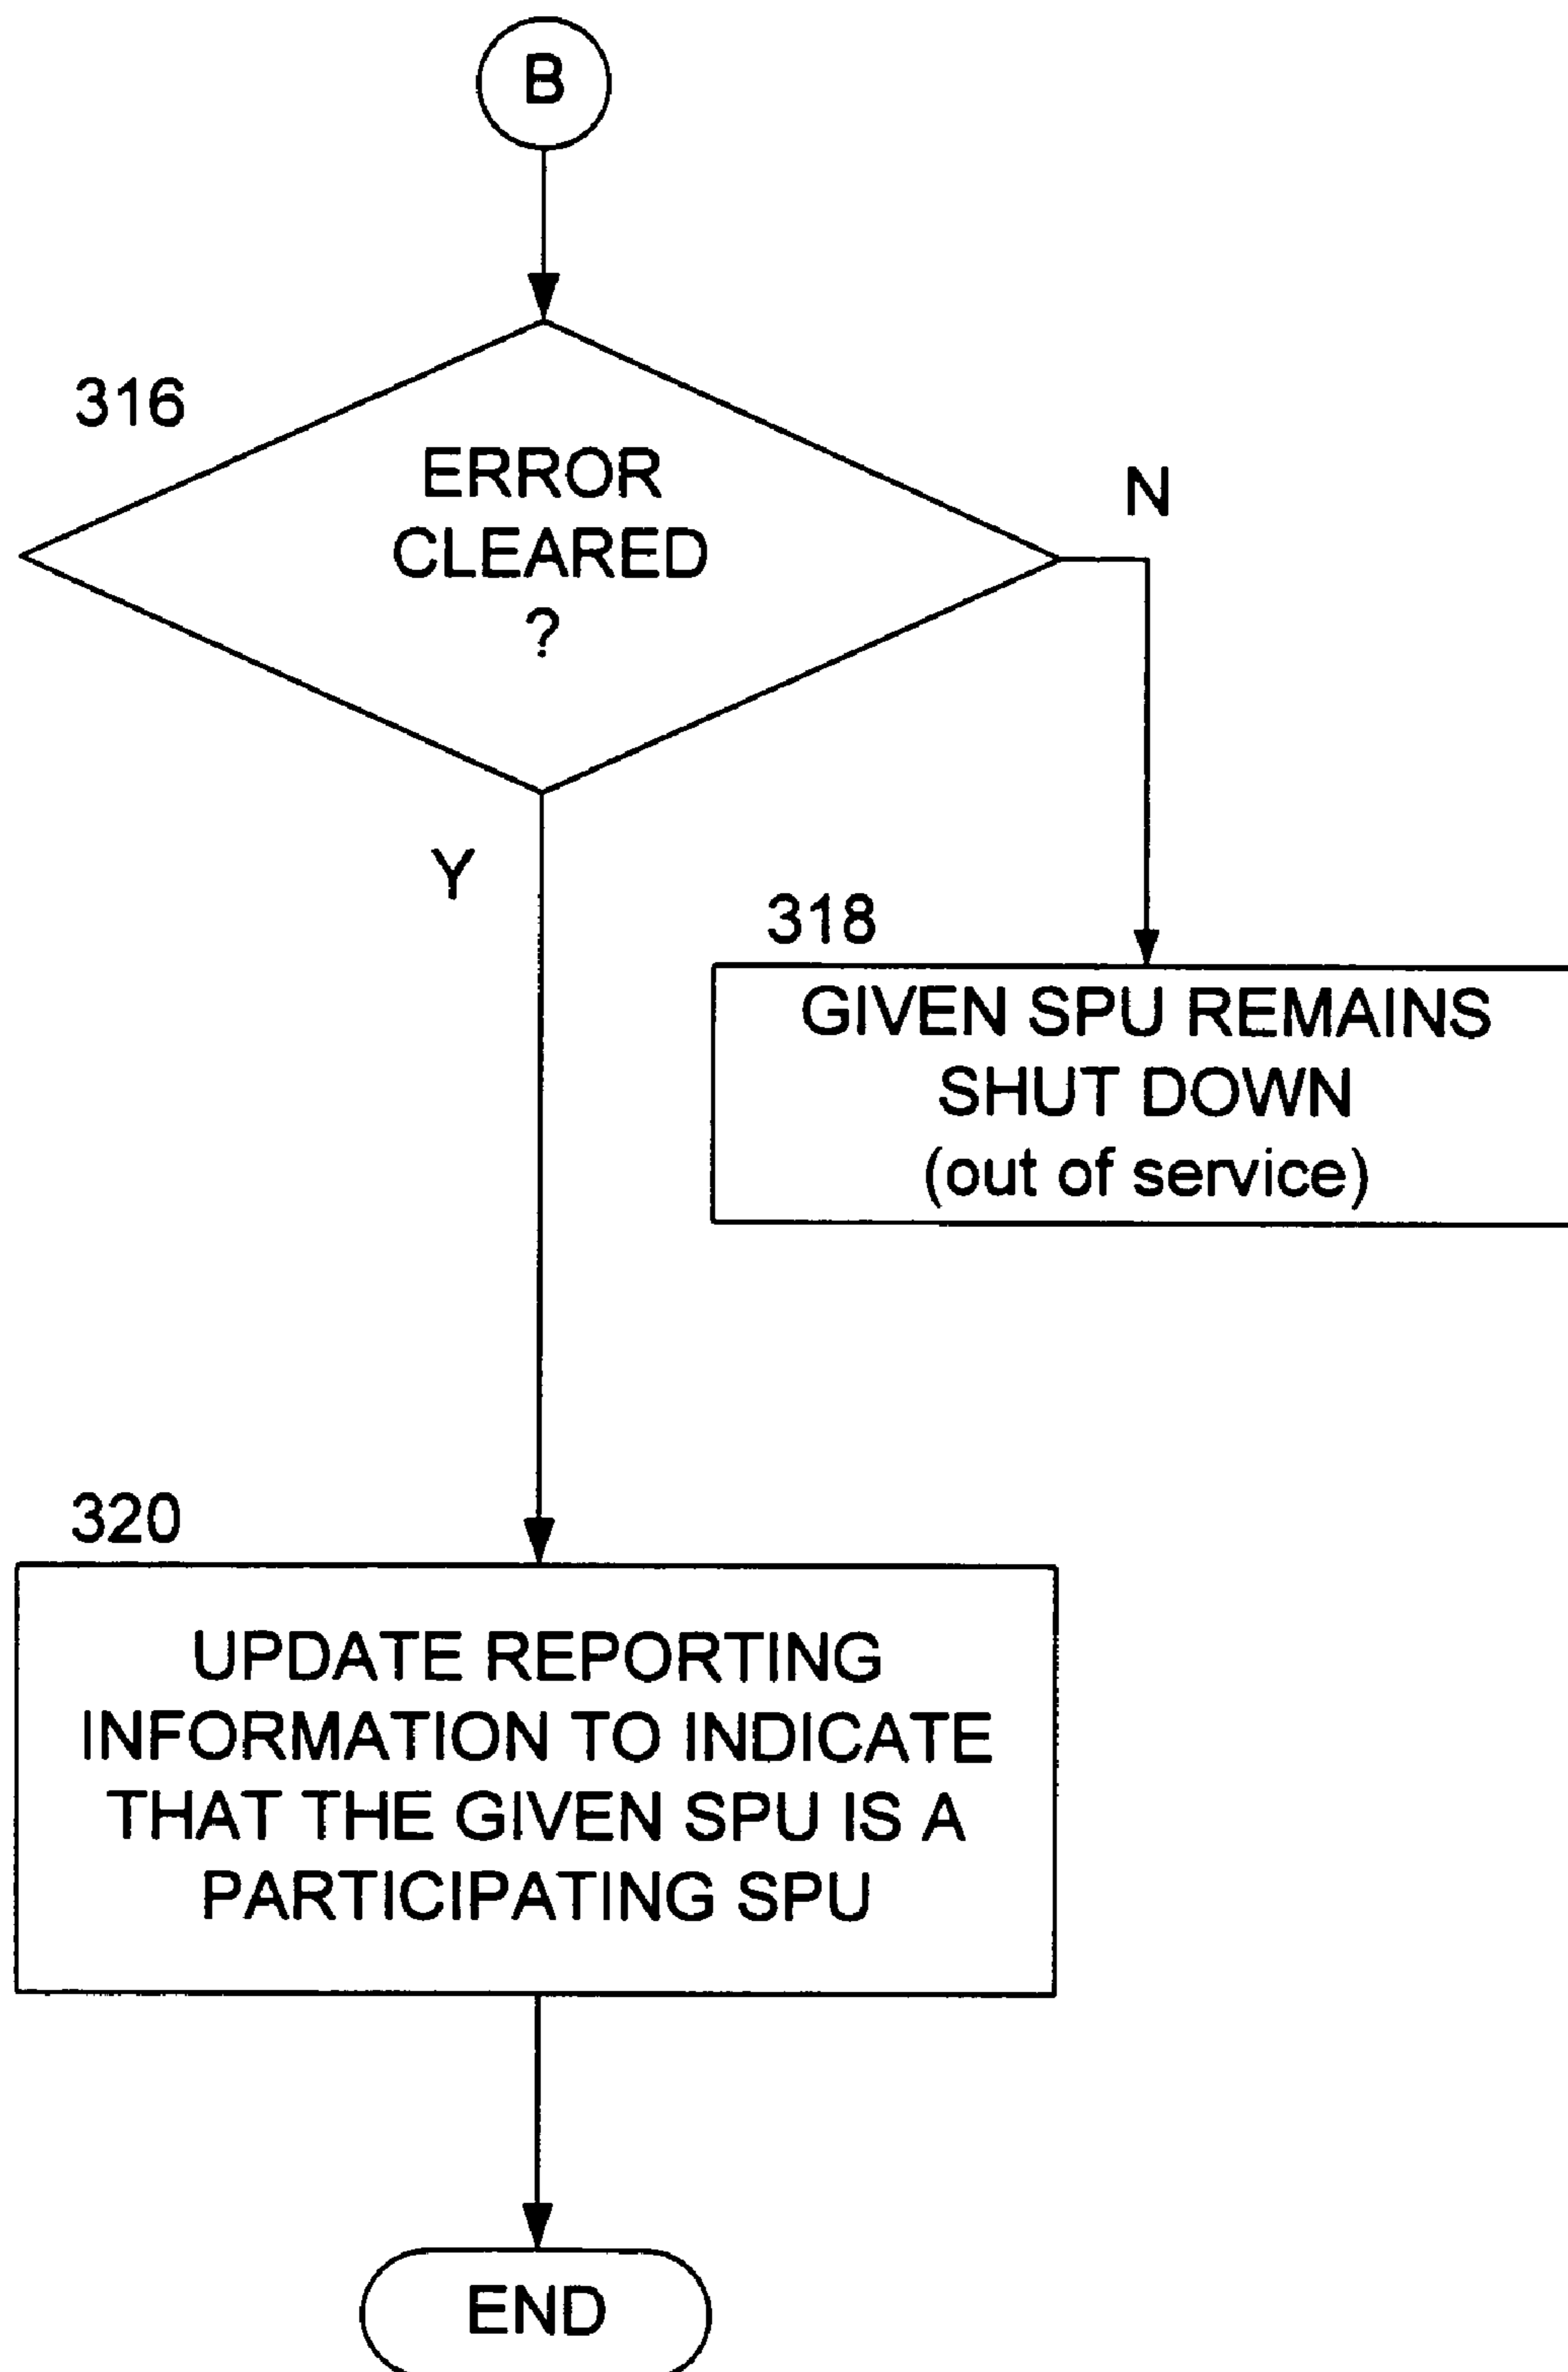 B
316
ERROR
CLEARED
?
N
Y
318
GIVEN SPU REMAINS
SHUT DOWN
(out of service)
320
UPDATE REPORTING
INFORMATION TO INDICATE
THAT THE GIVEN SPU IS A
PARTICIPATING SPU
END